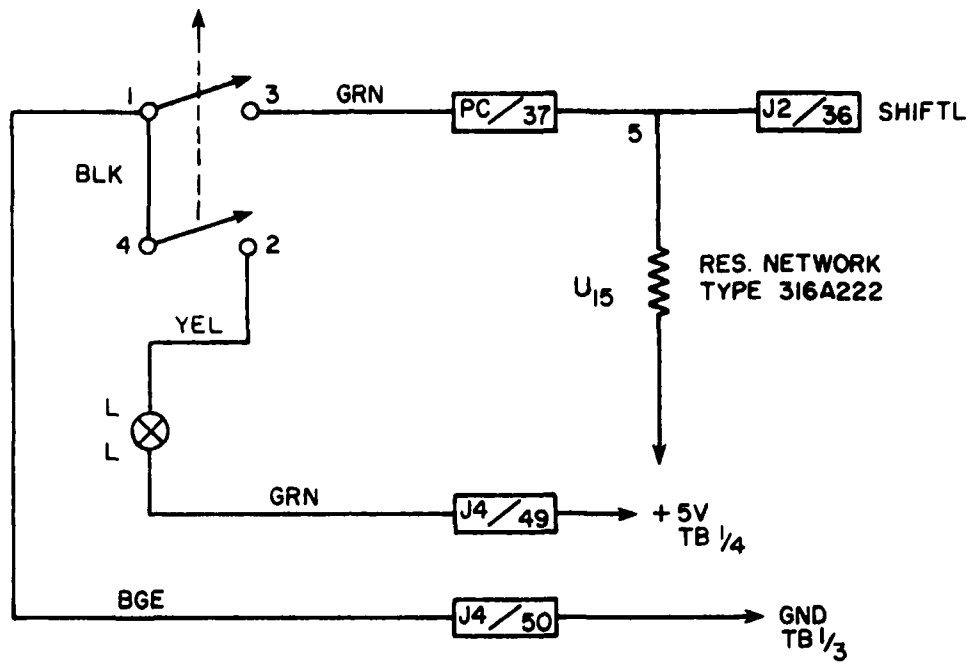 1
3
GRN
PC/37
5
J2/36
SHIFTL
BLK
4
2
U15
RES. NETWORK
TYPE 316A222
YEL
L
L
GRN
J4/49
+5V
TB 1/4
BGE
J4/50
GND
TB 1/3